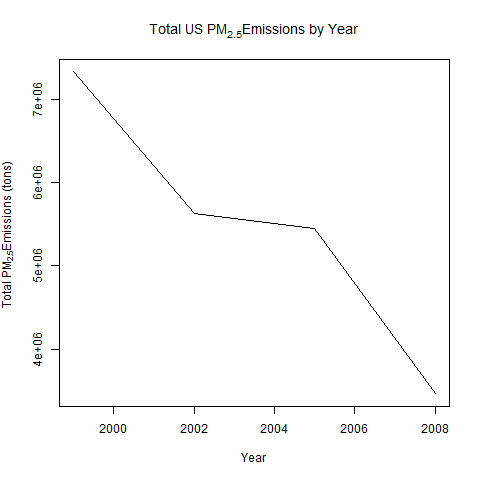 Total US PM2.5Emissions by Year
Total PM2.5Emissions (tons)
7e+06
6e+06
5e+06
4e+06
2000 2002 2004 2006 2008
Year